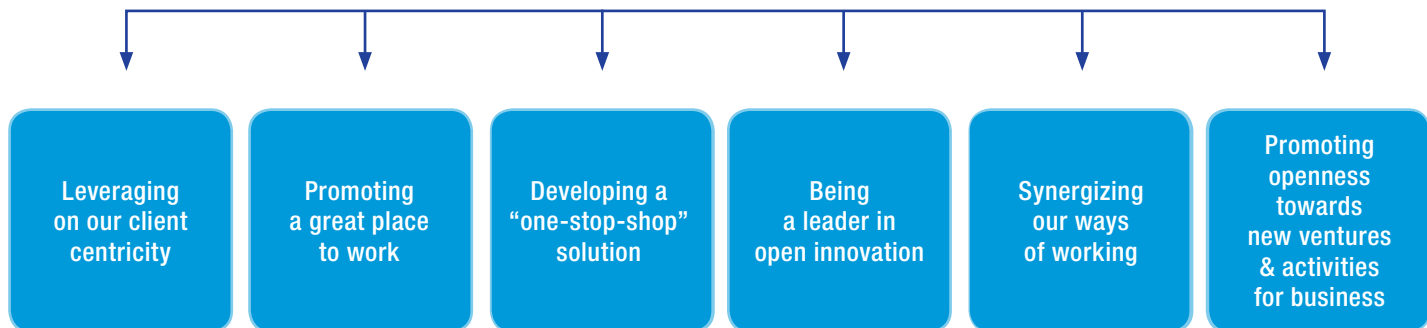 Leveraging
on our client
centricity
Promoting
a great place
to work
Developing a
“one-stop-shop”
solution
Being
a leader in
open innovation
Synergizing
our ways
of working
Promoting
openness
towards
new ventures
& activities
for business